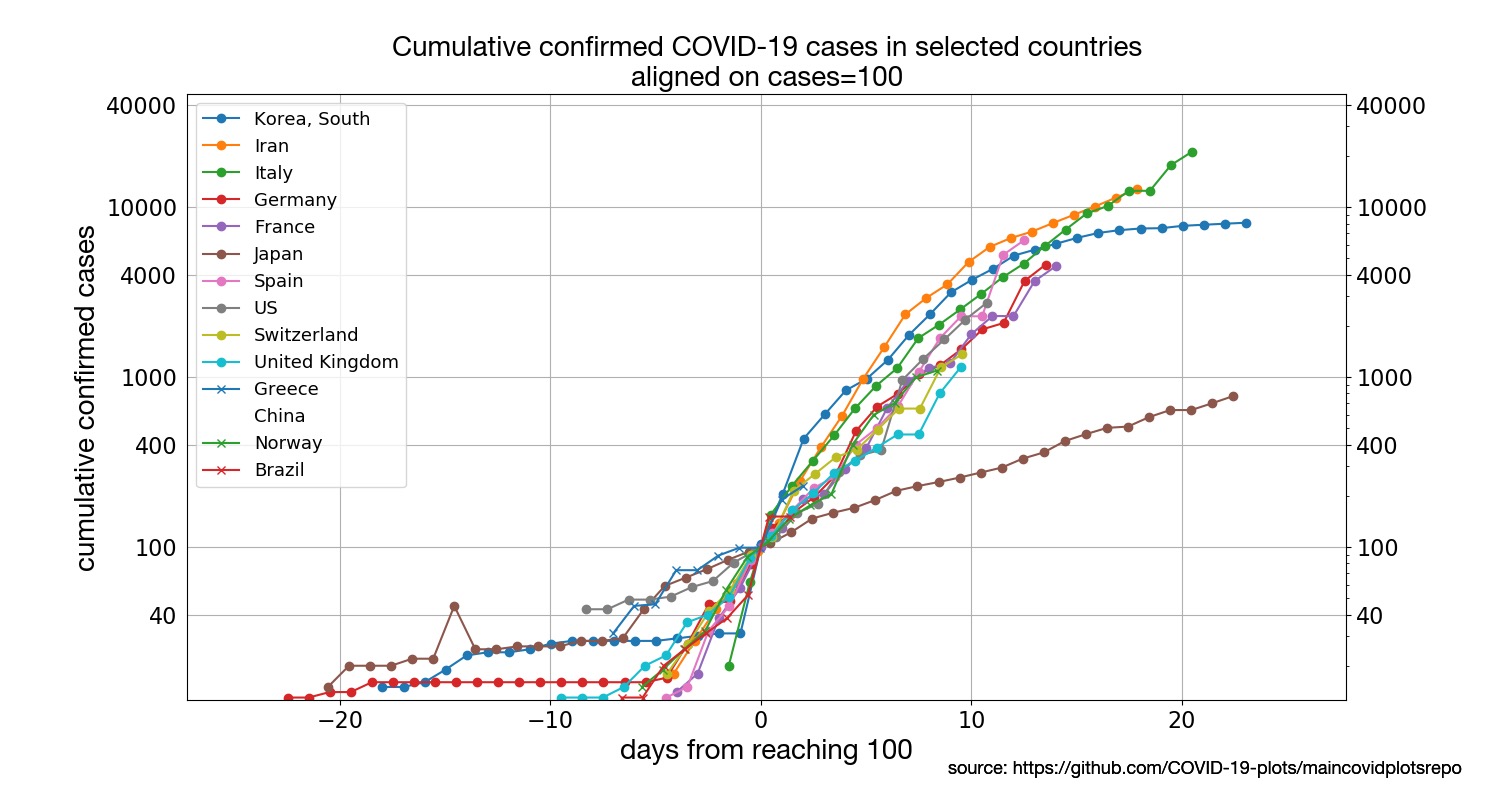 Cumulative confirmed COVID-19 cases in selected countries
aligned on cases=100
40000
10000
4000
1000
400
100
40
cumulative confirmed cases
Korea, South
Iran
Italy
Germany
France
Japan
Spain
US
Switzerland
United Kingdom
Greece
China
Norway
Brazil
40000
10000
4000
1000
400
100
40
−20
−10
0
10
20
days from reaching 100
source: https://github.com/COVID-19-plots/maincovidplotsrepo